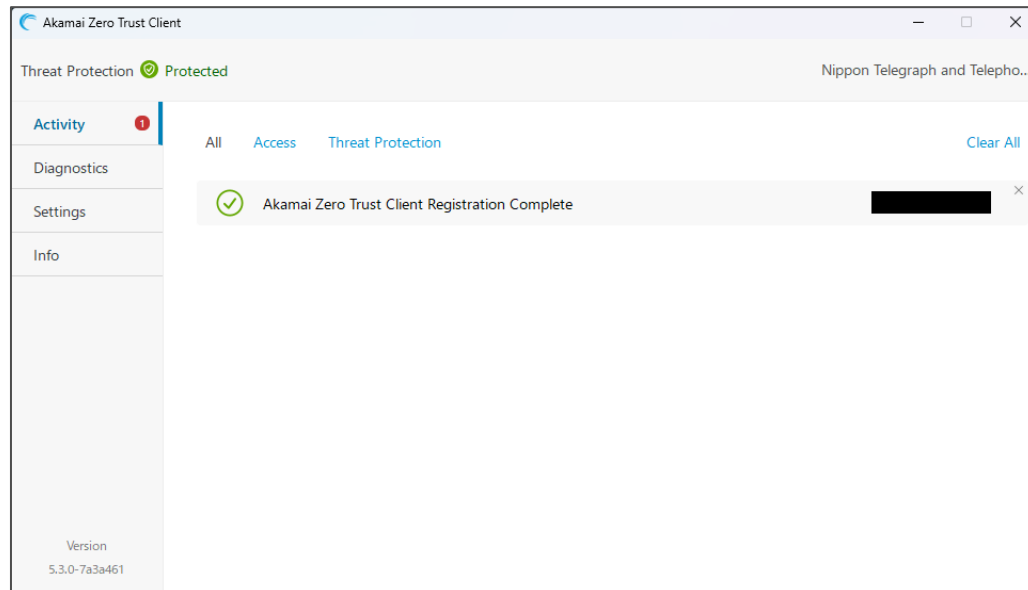 Akamai Zero Trust Client
Threat Protection Protected
Nippon Telegraph and Telepho...
Activity 1
Diagnostics
Settings
Info
All Access Threat Protection Clear All
Akamai Zero Trust Client Registration Complete
Version
5.3.0-7a3a461